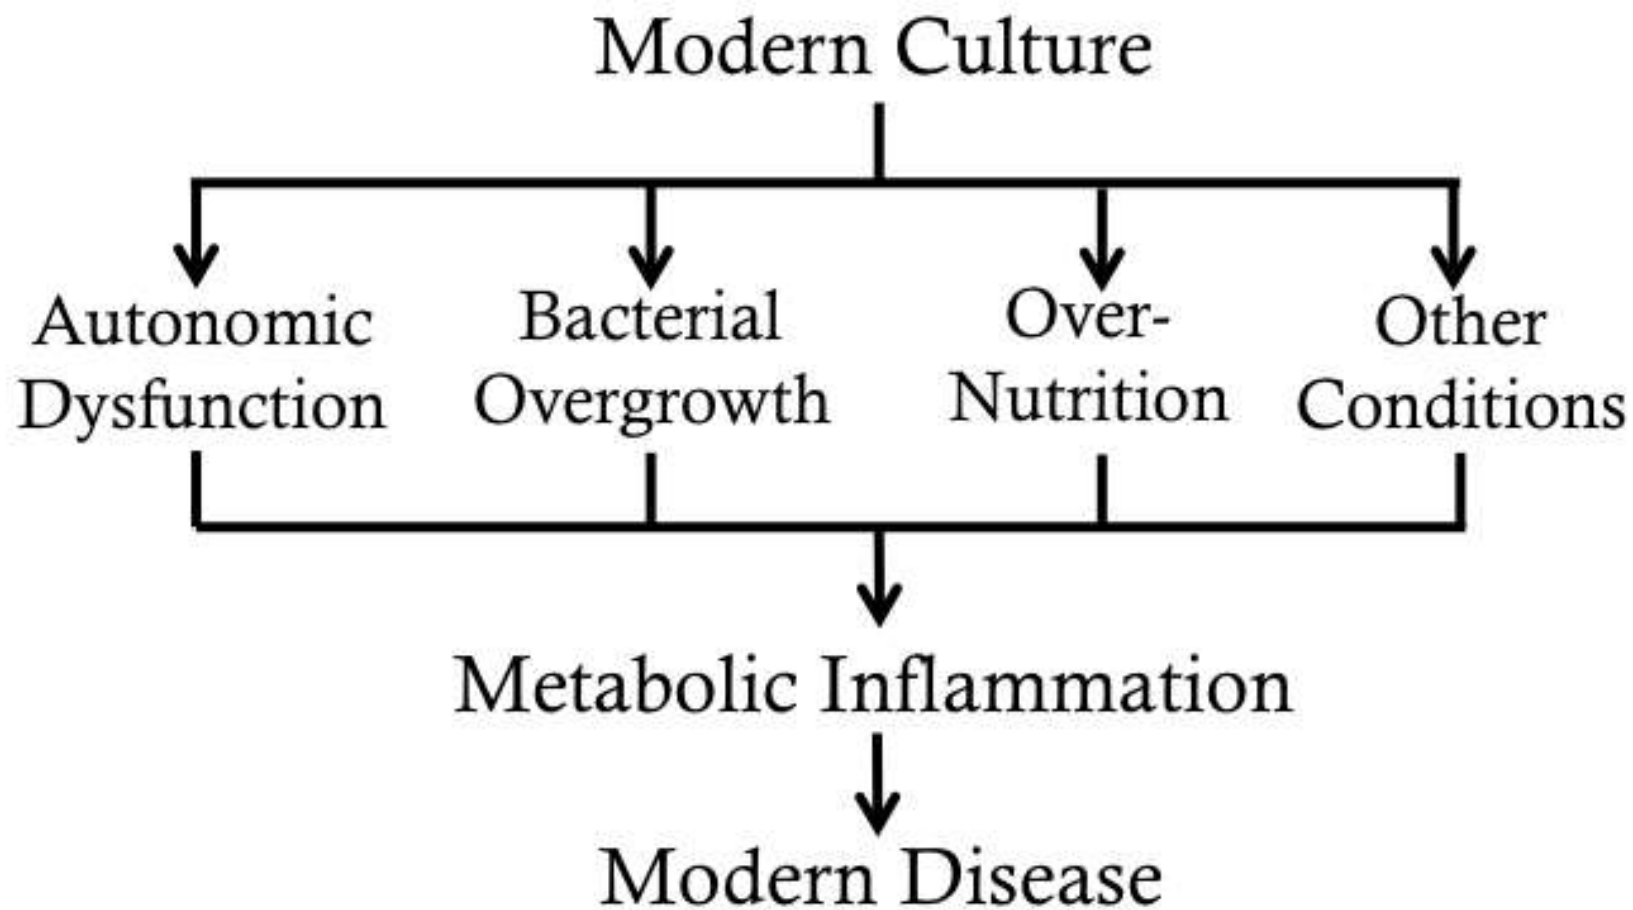 Modern Culture
Autonomic
Dysfunction
Bacterial
Overgrowth
Over-
Nutrition
Other
Conditions
Metabolic Inflammation
Modern Disease